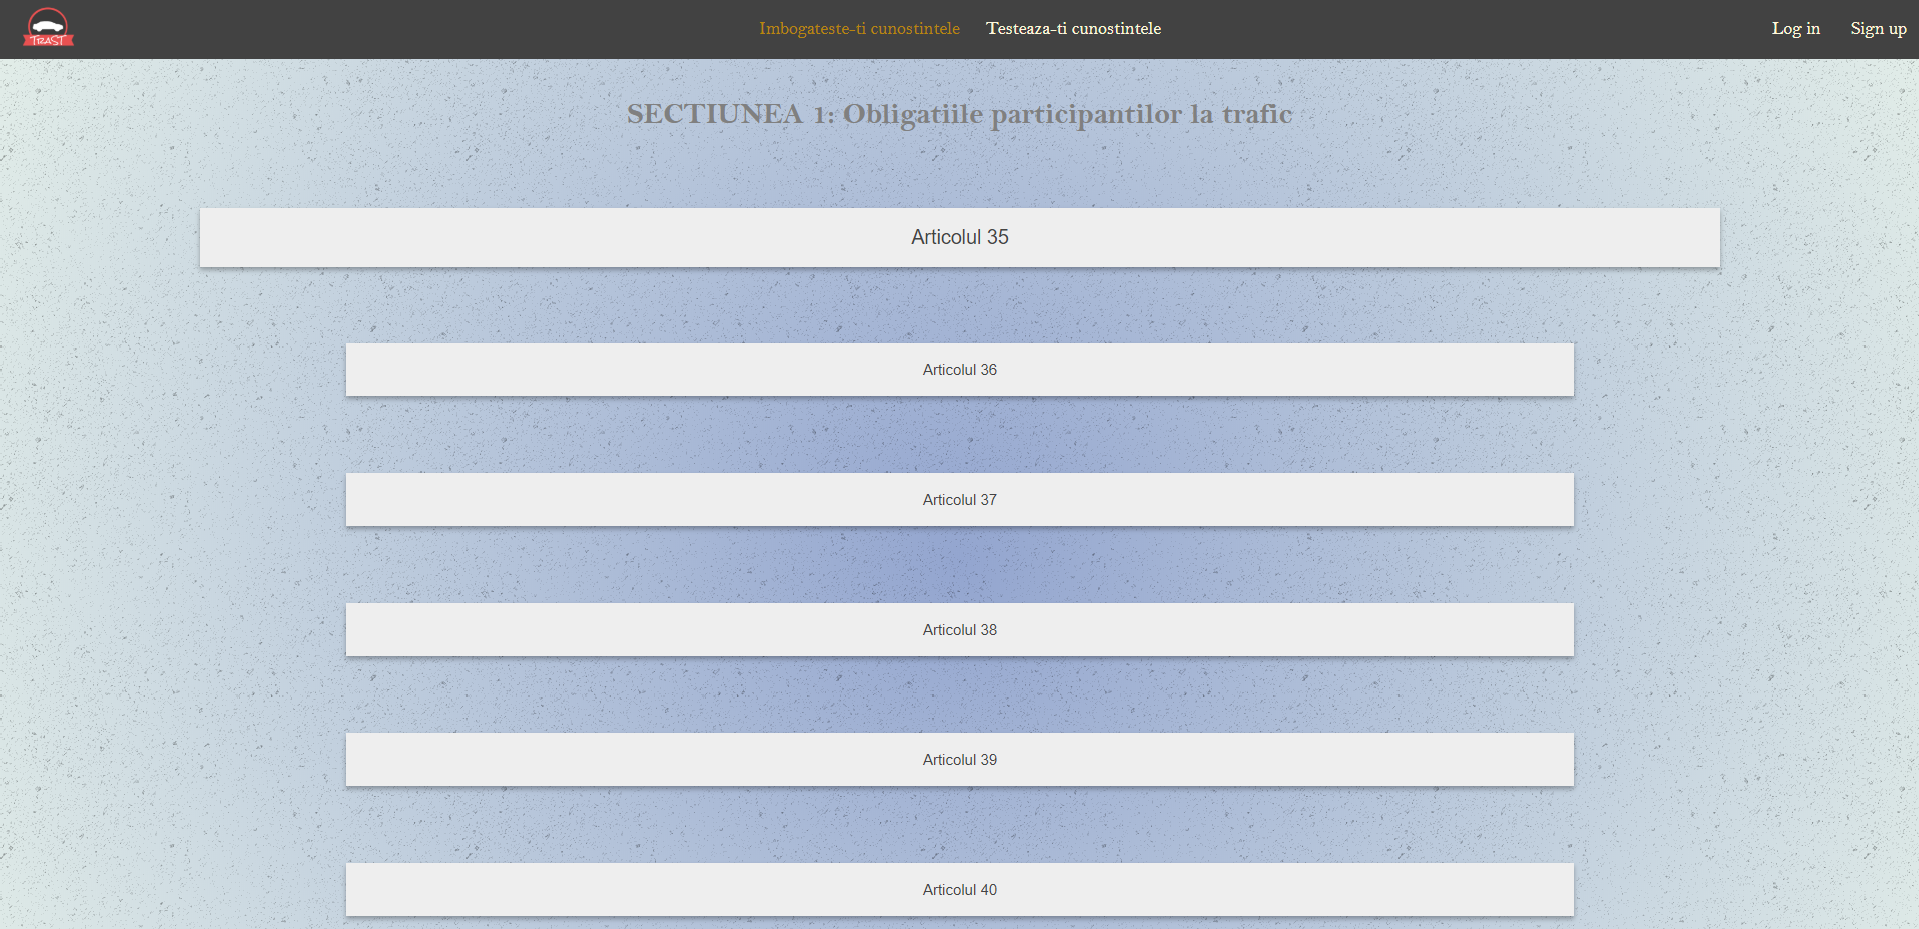 TRAST
Imbogateste-ti cunostintele Testeaza-ti cunostintele Log in Sign up
SECTIUNEA 1: Obligatiile participantilor la trafic
Articolul 35
Articolul 36
Articolul 37
Articolul 38
Articolul 39
Articolul 40